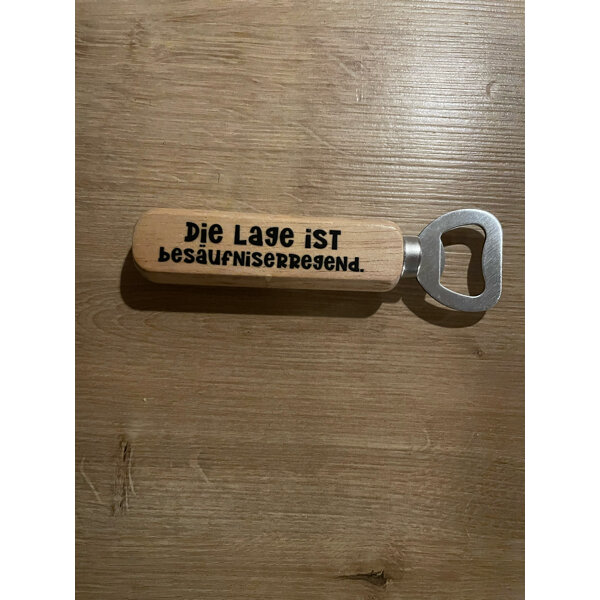 Die Lage ist
besäufniserregend.